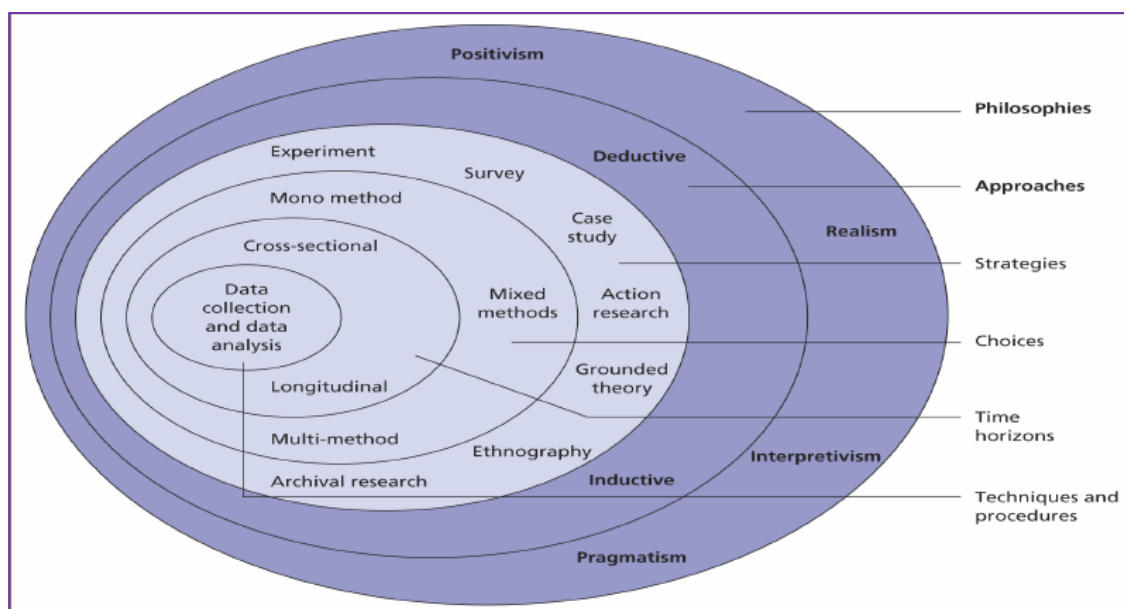 Positivism
Philosophies
Experiment
Deductive
Survey
Approaches
Mono method
Case
study
Realism
Cross-sectional
Strategies
Data
collection
and data
analysis
Mixed
methods
Action
research
Choices
Grounded
theory
Longitudinal
Time
horizons
Multi-method
Ethnography
Interpretivism
Archival research
Inductive
Techniques and
procedures
Pragmatism